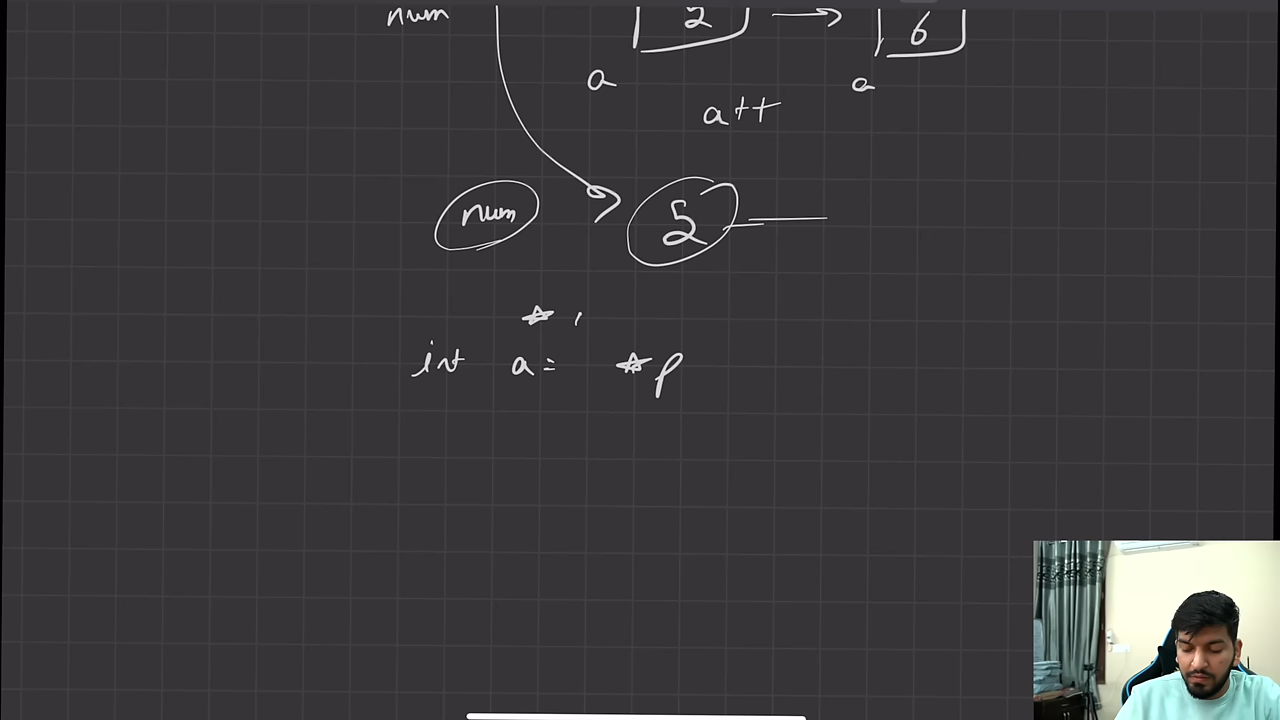 num 2 → 6
a a
a++
num 5
* ,
int a = *p